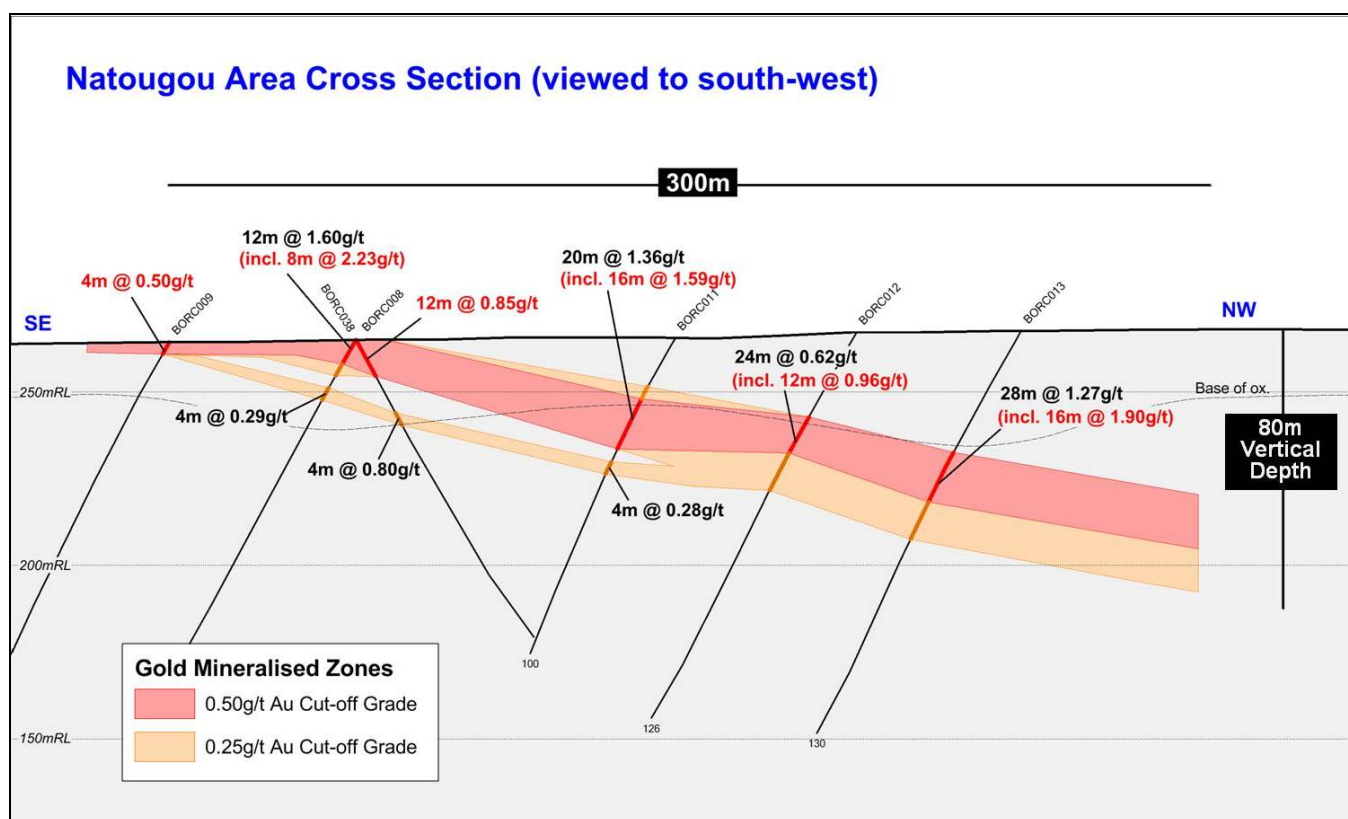 Natougou Area Cross Section (viewed to south-west)
300m
12m @ 1.60g/t
(incl. 8m @ 2.23g/t)
20m @ 1.36g/t
(incl. 16m @ 1.59g/t)
4m @ 0.50g/t
12m @ 0.85g/t
BORC009
BORC038
BORC008
BORC011
BORC012
BORC013
SE
NW
24m @ 0.62g/t
(incl. 12m @ 0.96g/t)
28m @ 1.27g/t
(incl. 16m @ 1.90g/t)
250mRL
Base of ox.
4m @ 0.29g/t
4m @ 0.80g/t
4m @ 0.28g/t
80m
Vertical
Depth
200mRL
100
126
130
150mRL
Gold Mineralised Zones
0.50g/t Au Cut-off Grade
0.25g/t Au Cut-off Grade